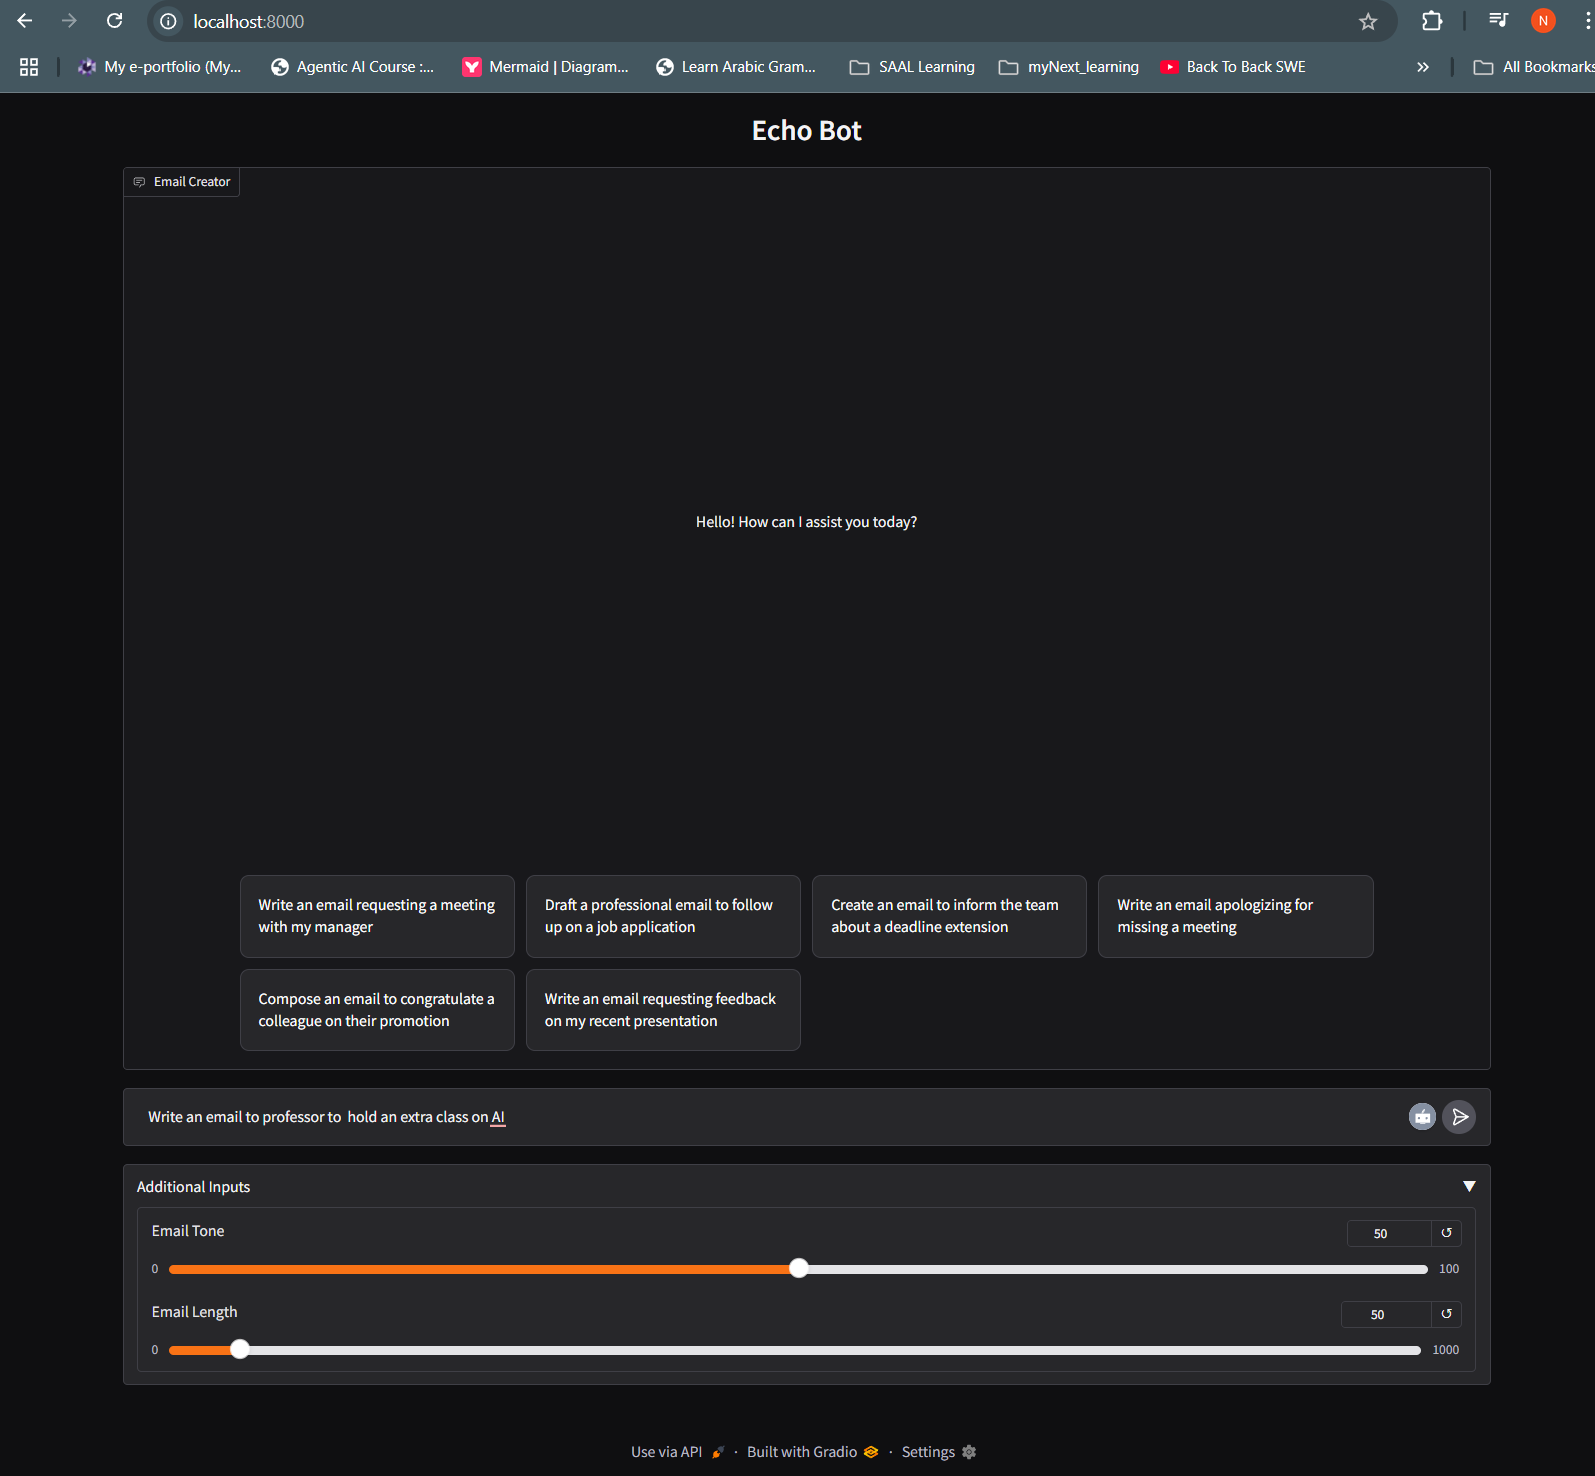 localhost:8000
N
My e-portfolio (My...
Agentic AI Course :...
Mermaid | Diagram...
Learn Arabic Gram...
SAAL Learning
myNext_learning
Back To Back SWE
All Bookmarks
Echo Bot
Email Creator
Hello! How can I assist you today?
Write an email requesting a meeting
with my manager
Draft a professional email to follow
up on a job application
Create an email to inform the team
about a deadline extension
Write an email apologizing for
missing a meeting
Compose an email to congratulate a
colleague on their promotion
Write an email requesting feedback
on my recent presentation
Write an email to professor to  hold an extra class on AI
Additional Inputs
Email Tone
50
0
100
Email Length
50
0
1000
Use via API · Built with Gradio · Settings